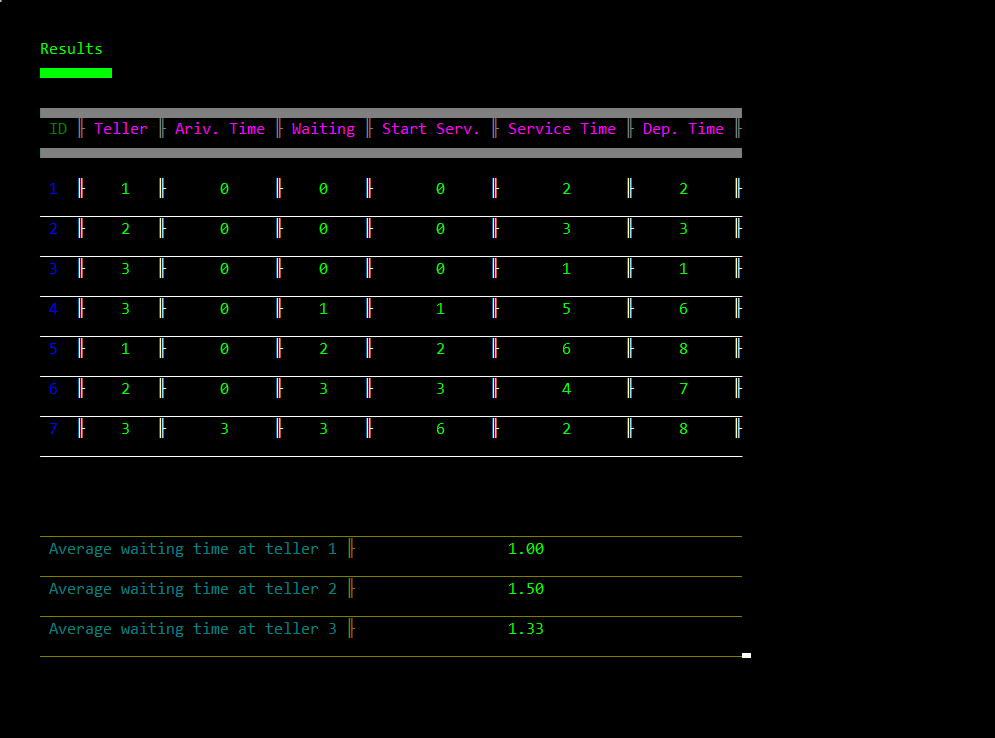 Results
ID ╟ Teller ╟ Ariv. Time ╟ Waiting ╟ Start Serv. ╟ Service Time ╟ Dep. Time ╟
1 ╟ 1 ╟ 0 ╟ 0 ╟ 0 ╟ 2 ╟ 2 ╟
2 ╟ 2 ╟ 0 ╟ 0 ╟ 0 ╟ 3 ╟ 3 ╟
3 ╟ 3 ╟ 0 ╟ 0 ╟ 0 ╟ 1 ╟ 1 ╟
4 ╟ 3 ╟ 0 ╟ 1 ╟ 1 ╟ 5 ╟ 6 ╟
5 ╟ 1 ╟ 0 ╟ 2 ╟ 2 ╟ 6 ╟ 8 ╟
6 ╟ 2 ╟ 0 ╟ 3 ╟ 3 ╟ 4 ╟ 7 ╟
7 ╟ 3 ╟ 3 ╟ 3 ╟ 6 ╟ 2 ╟ 8 ╟
Average waiting time at teller 1 ╟ 1.00
Average waiting time at teller 2 ╟ 1.50
Average waiting time at teller 3 ╟ 1.33